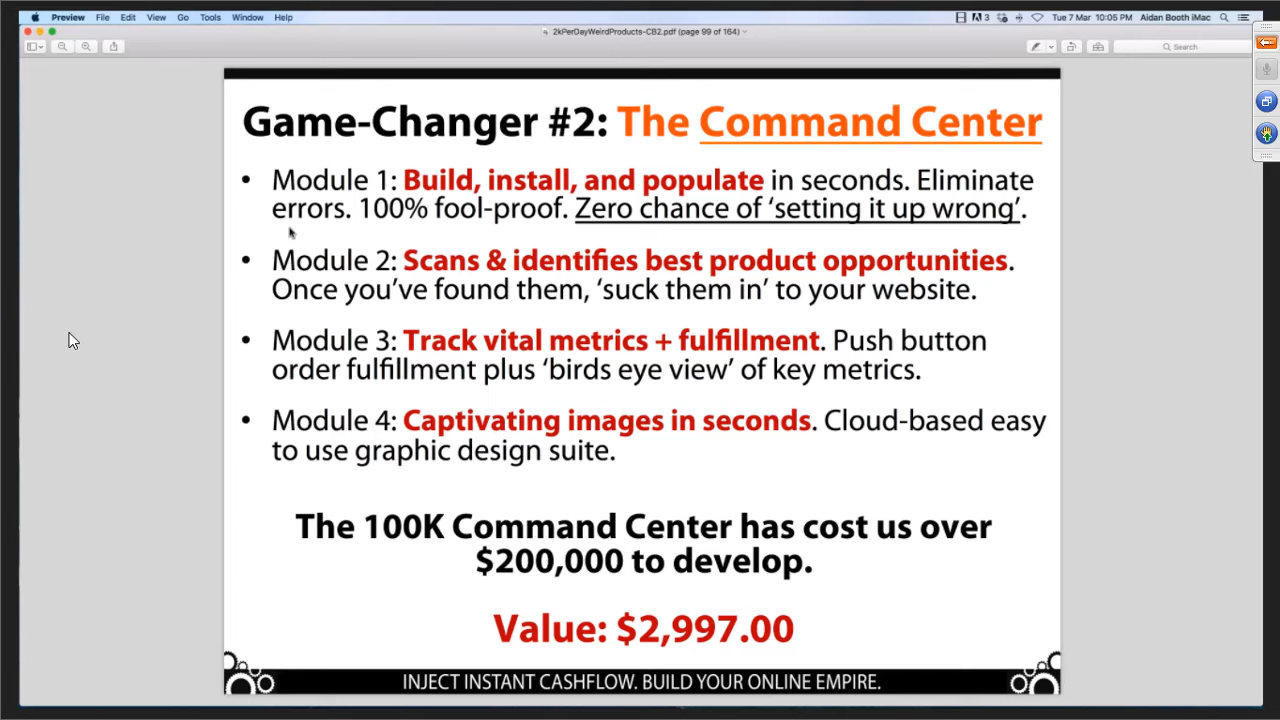 Preview File Edit View Go Tools Window Help
3 Tue 7 Mar 10:05 PM Aidan Booth iMac
2kPerDayWeirdProducts-CB2.pdf (page 99 of 164)
Search
Game-Changer #2: The Command Center
• Module 1: Build, install, and populate in seconds. Eliminate
errors. 100% fool-proof. Zero chance of ‘setting it up wrong’.
• Module 2: Scans & identifies best product opportunities.
Once you’ve found them, ‘suck them in’ to your website.
• Module 3: Track vital metrics + fulfillment. Push button
order fulfillment plus ‘birds eye view’ of key metrics.
• Module 4: Captivating images in seconds. Cloud-based easy
to use graphic design suite.
The 100K Command Center has cost us over
$200,000 to develop.
Value: $2,997.00
INJECT INSTANT CASHFLOW. BUILD YOUR ONLINE EMPIRE.